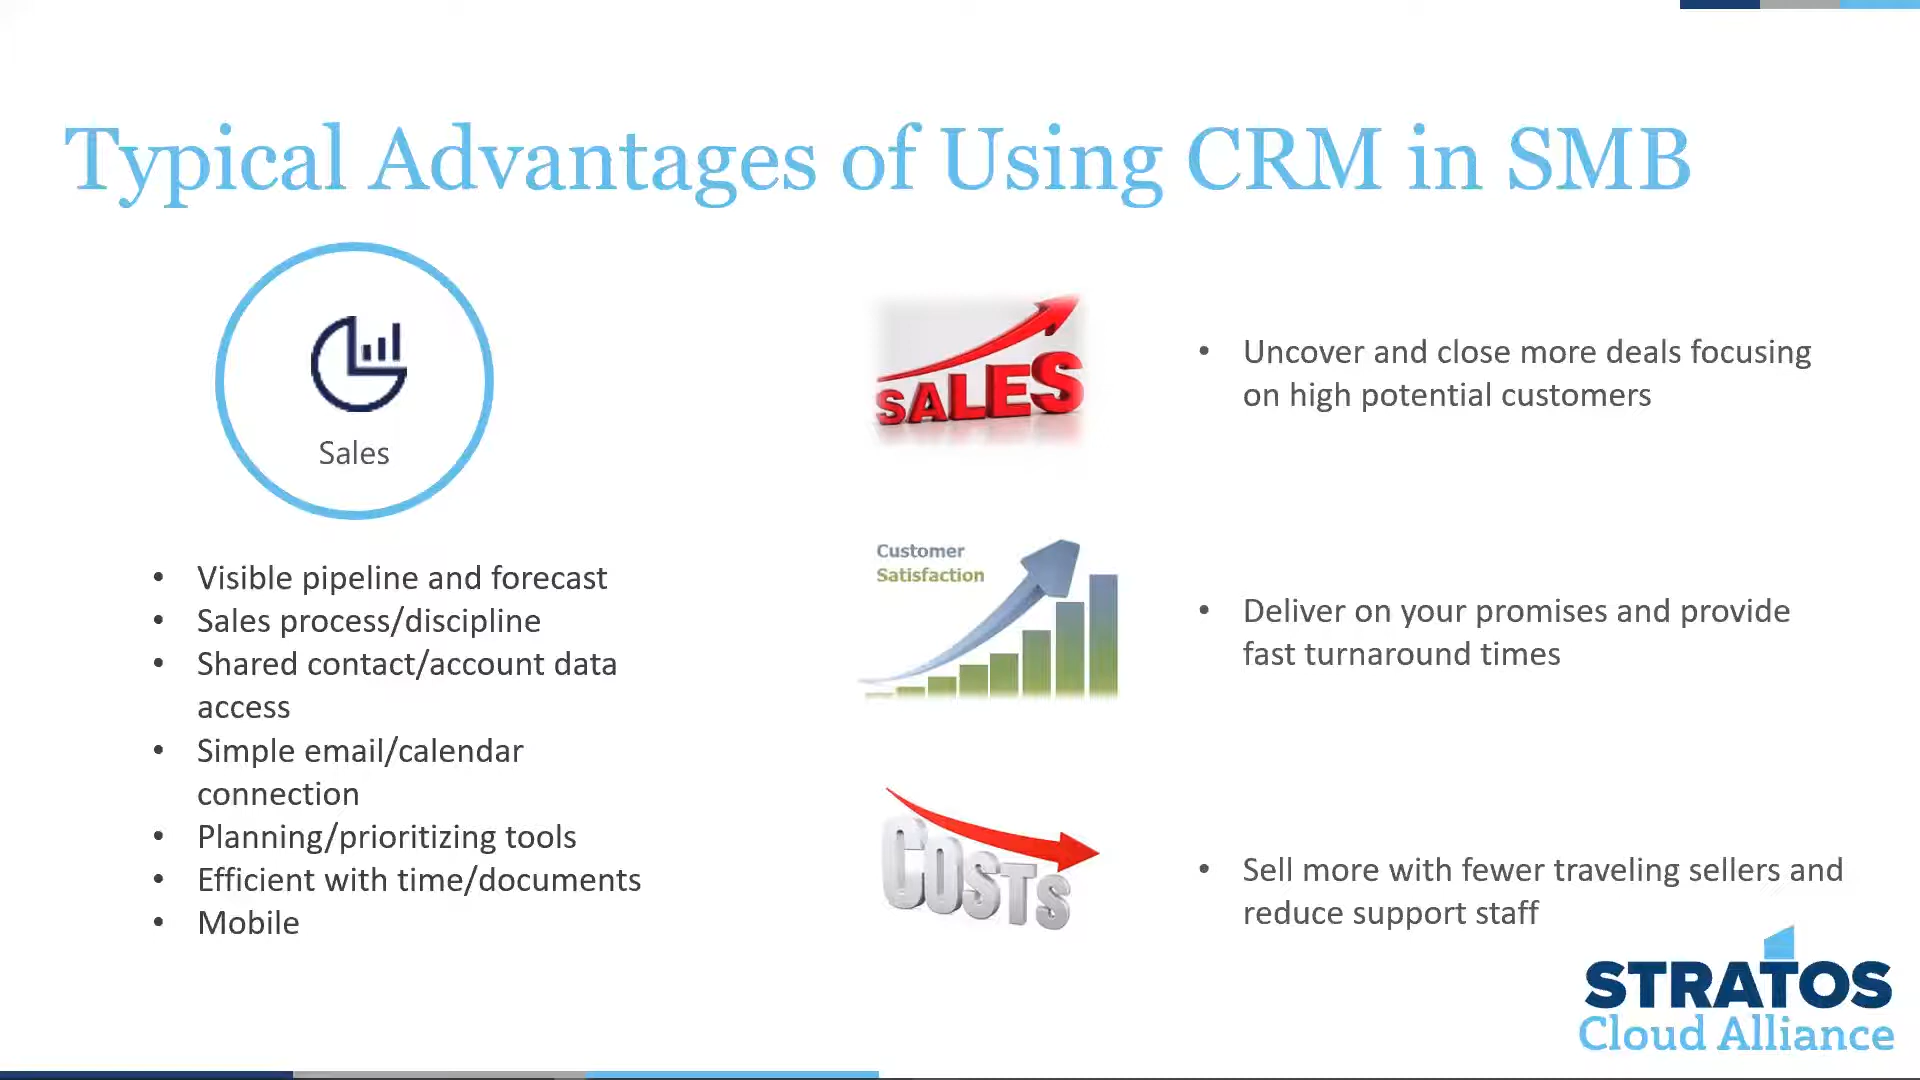 Typical Advantages of Using CRM in SMB
Sales
• Visible pipeline and forecast
• Sales process/discipline
• Shared contact/account data
access
• Simple email/calendar
connection
• Planning/prioritizing tools
• Efficient with time/documents
• Mobile
SALES
• Uncover and close more deals focusing
on high potential customers
Customer
Satisfaction
• Deliver on your promises and provide
fast turnaround times
COSTS
• Sell more with fewer traveling sellers and
reduce support staff
STRATOS
Cloud Alliance